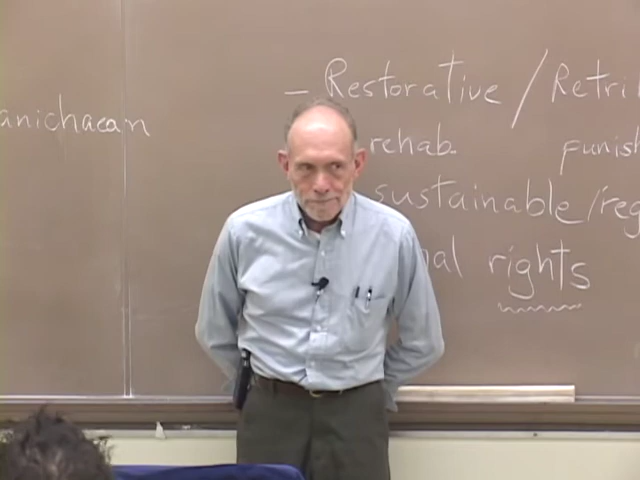 anichaean
– Restorative / Retri
rehab. punish
sustainable/reg
al rights